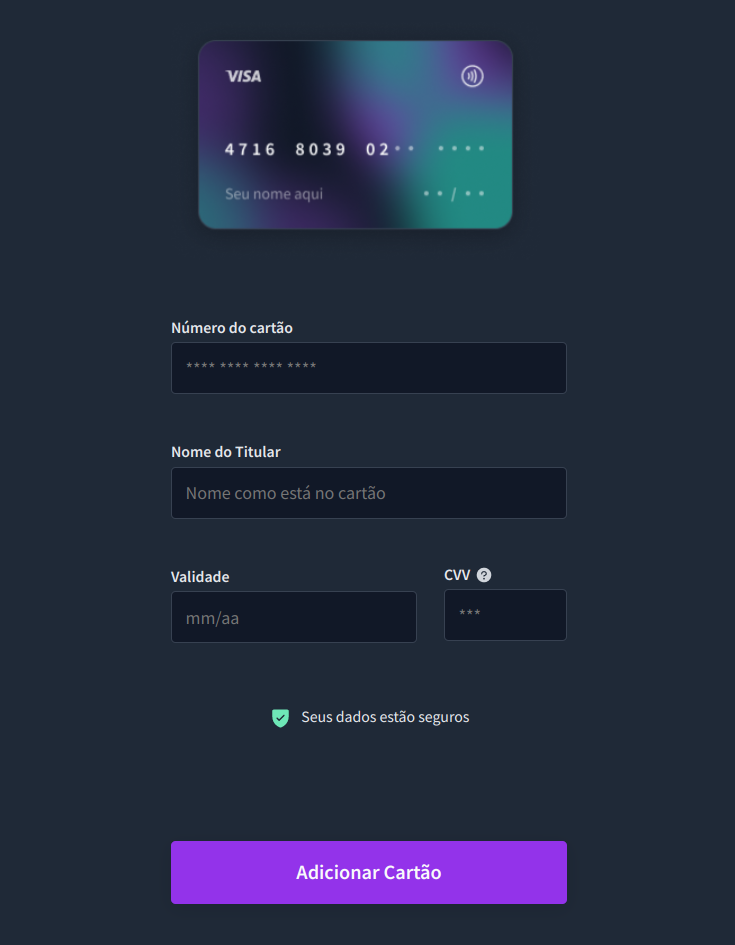 VISA
4716 8039 02•• ••••
Seu nome aqui ••/••
Número do cartão
**** **** **** ****
Nome do Titular
Nome como está no cartão
Validade CVV ?
mm/aa ***
Seus dados estão seguros
Adicionar Cartão